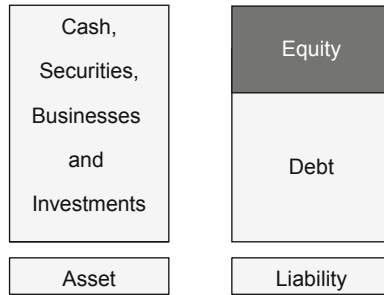 Cash,
Securities,
Businesses
and
Investments
Equity
Debt
Asset
Liability